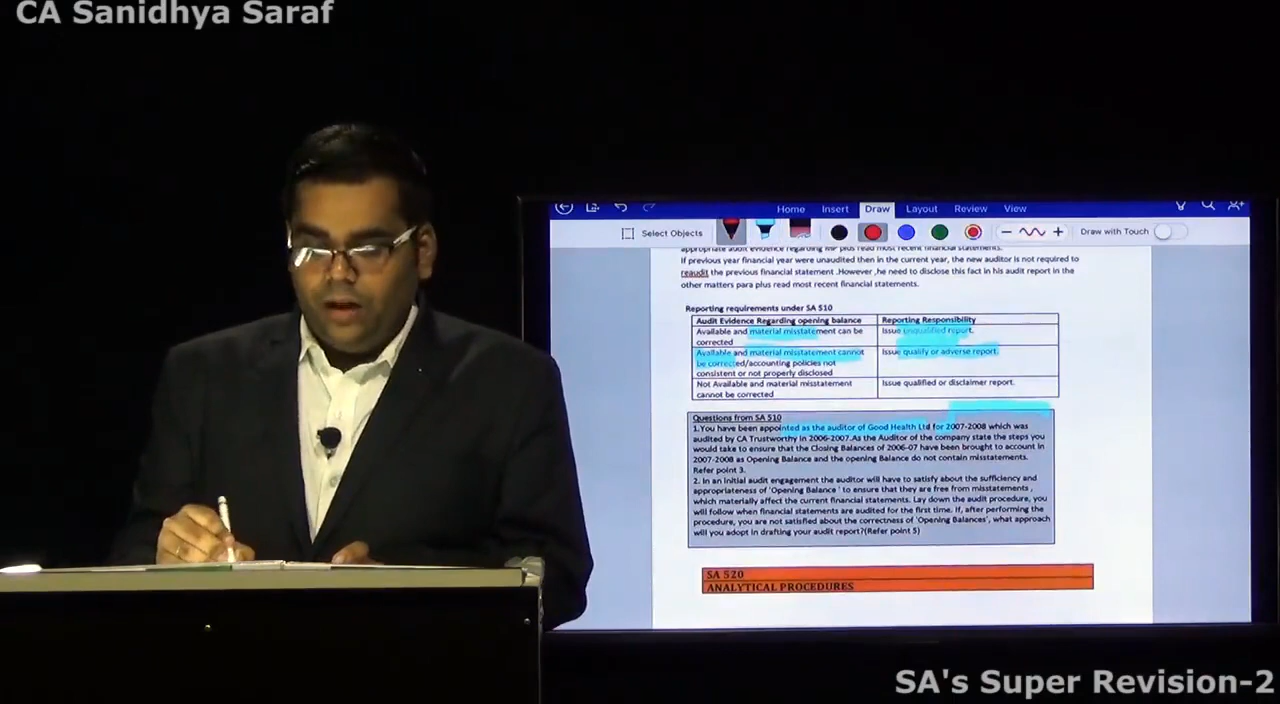 CA Sanidhya Saraf
Home Insert Draw Layout Review View
Select Objects
Draw with Touch
appropriate audit evidence regarding MP plus read most recent financial statements.
If previous year financial year were unaudited then in the current year, the new auditor is not required to
reaudit the previous financial statement .However ,he need to disclose this fact in his audit report in the
other matters para plus read most recent financial statements.
Reporting requirements under SA 510
Audit Evidence Regarding opening balance Reporting Responsibility
Available and material misstatement can be Issue unqualified report.
corrected
Available and material misstatement cannot Issue qualify or adverse report.
be corrected/accounting policies not
consistent or not properly disclosed
Not Available and material misstatement Issue qualified or disclaimer report.
cannot be corrected
Questions from SA 510
1.You have been appointed as the auditor of Good Health Ltd for 2007-2008 which was
audited by CA Trustworthy in 2006-2007.As the Auditor of the company state the steps you
would take to ensure that the Closing Balances of 2006-07 have been brought to account in
2007-2008 as Opening Balance and the opening Balance do not contain misstatements.
Refer point 3.
2. In an initial audit engagement the auditor will have to satisfy about the sufficiency and
appropriateness of 'Opening Balance ' to ensure that they are free from misstatements ,
which materially affect the current financial statements. Lay down the audit procedure, you
will follow when financial statements are audited for the first time. If, after performing the
procedure, you are not satisfied about the correctness of 'Opening Balances', what approach
will you adopt in drafting your audit report?(Refer point 5)
SA 520
ANALYTICAL PROCEDURES
SA's Super Revision-2